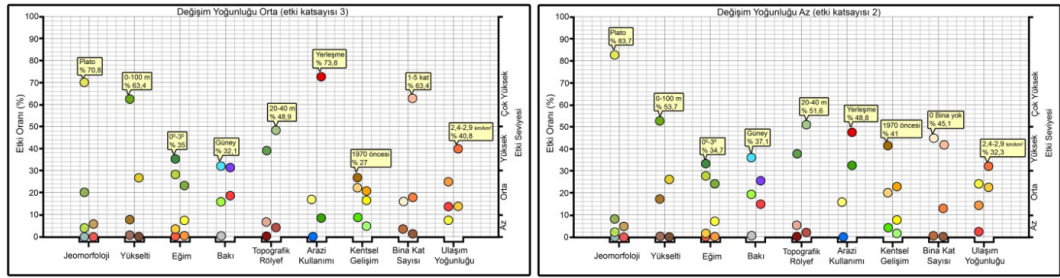 Değişim Yoğunluğu Orta (etki katsayısı 3)
Etki Oranı (%)
100
90
80
70
60
50
40
30
20
10
0
Plato
% 70,8
0-100 m
% 63,4
0⁰-3⁰
% 35
Güney
% 32,1
20-40 m
% 48,9
Yerleşme
% 73,8
1970 öncesi
% 27
1-5 kat
% 63,4
2,4-2,9 km/km²
% 40,8
Çok Yüksek
Yüksek
Orta
Az
Etki Seviyesi
Jeomorfoloji
Yükselti
Eğim
Bakı
Topografik
Rölyef
Arazi
Kullanımı
Kentsel
Gelişim
Bina Kat
Sayısı
Ulaşım
Yoğunluğu
Değişim Yoğunluğu Az (etki katsayısı 2)
Etki Oranı (%)
100
90
80
70
60
50
40
30
20
10
0
Plato
% 83,7
0-100 m
% 53,7
0⁰-3⁰
% 34,7
Güney
% 37,1
20-40 m
% 51,6
Yerleşme
% 48,8
1970 öncesi
% 41
0 Bina yok
% 45,1
2,4-2,9 km/km²
% 32,3
Çok Yüksek
Yüksek
Orta
Az
Etki Seviyesi
Jeomorfoloji
Yükselti
Eğim
Bakı
Topografik
Rölyef
Arazi
Kullanımı
Kentsel
Gelişim
Bina Kat
Sayısı
Ulaşım
Yoğunluğu